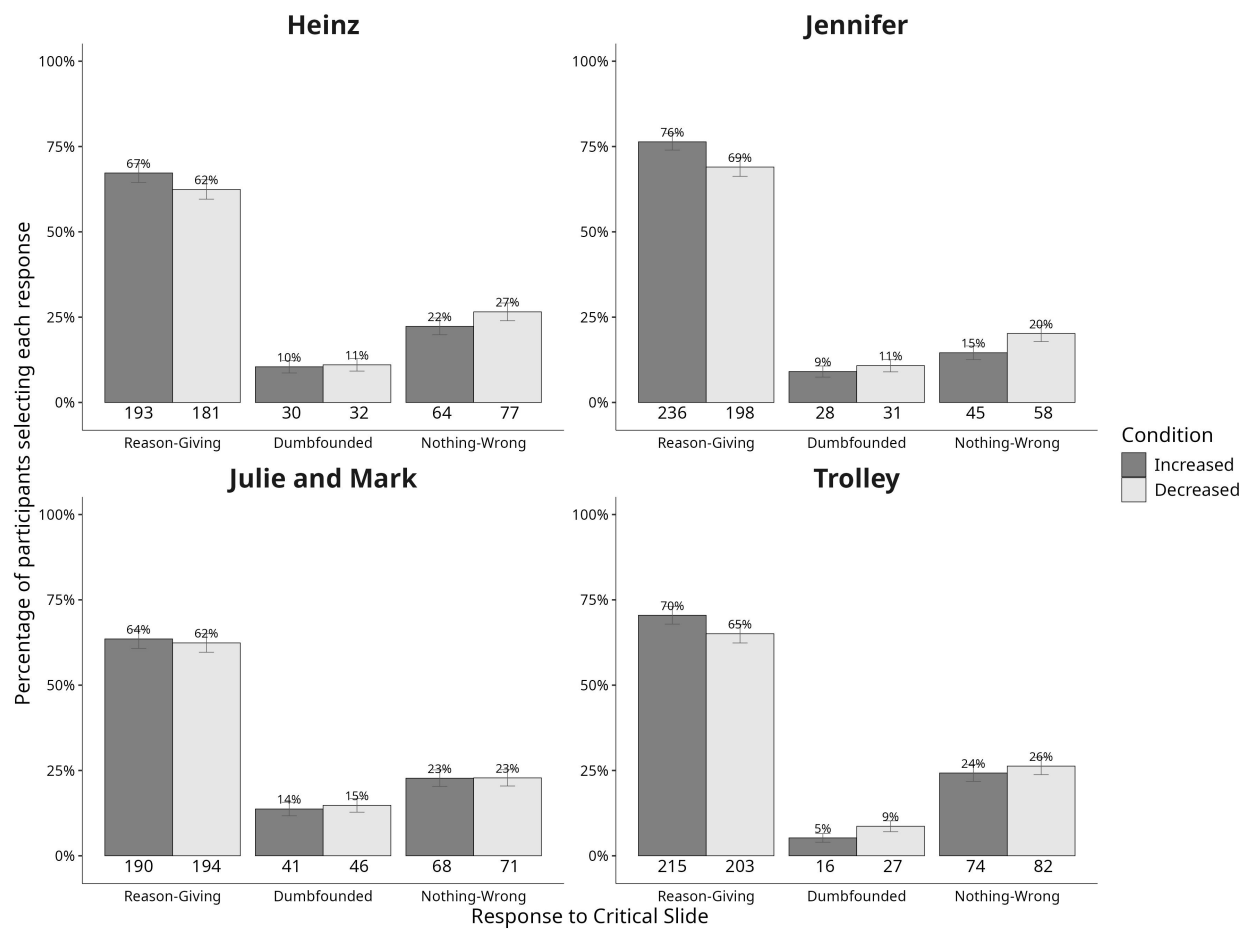 Heinz
Jennifer
100%
75%
50%
25%
0%
67%
62%
10%
11%
22%
27%
193 181 30 32 64 77
Reason-Giving Dumbfounded Nothing-Wrong
100%
75%
50%
25%
0%
76%
69%
9%
11%
15%
20%
236 198 28 31 45 58
Reason-Giving Dumbfounded Nothing-Wrong
Percentage of participants selecting each response
Julie and Mark
Trolley
100%
75%
50%
25%
0%
64%
62%
14%
15%
23%
23%
190 194 41 46 68 71
Reason-Giving Dumbfounded Nothing-Wrong
100%
75%
50%
25%
0%
70%
65%
5%
9%
24%
26%
215 203 16 27 74 82
Reason-Giving Dumbfounded Nothing-Wrong
Response to Critical Slide
Condition
Increased
Decreased